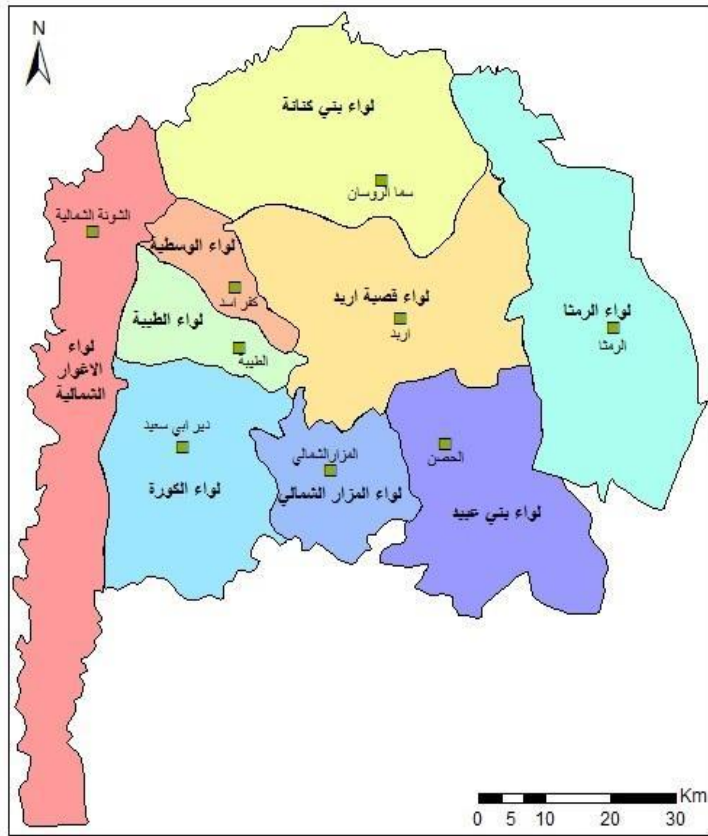 N
لواء بني كنانة
سما الروسان
الشونة الشمالية
لواء الوسطية
كفر اسد
لواء قصبة اربد
اربد
لواء الرمثا
الرمثا
لواء الطيبة
الطيبة
لواء
الاغوار
الشمالية
دير ابي سعيد
لواء الكورة
المزار الشمالي
لواء المزار الشمالي
الحصن
لواء بني عبيد
Km
0 5 10 20 30